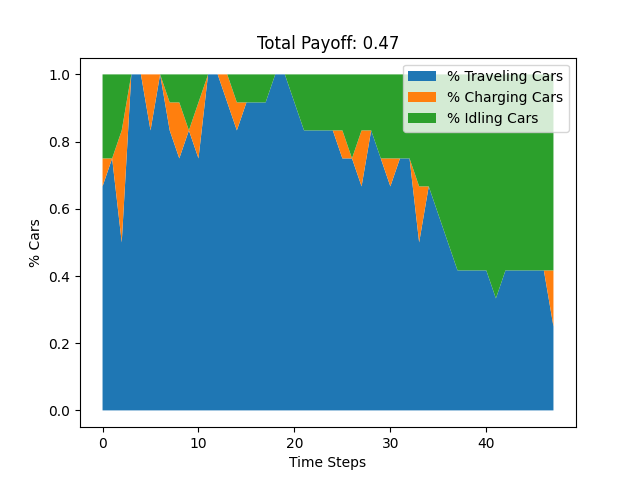 Total Payoff: 0.47
1.0
0.8
0.6
0.4
0.2
0.0
% Cars
% Traveling Cars
% Charging Cars
% Idling Cars
0 10 20 30 40
Time Steps